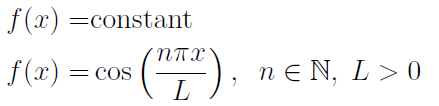 f(x) =constant
f(x) = cos(nπx/L), n ∈ ℕ, L > 0